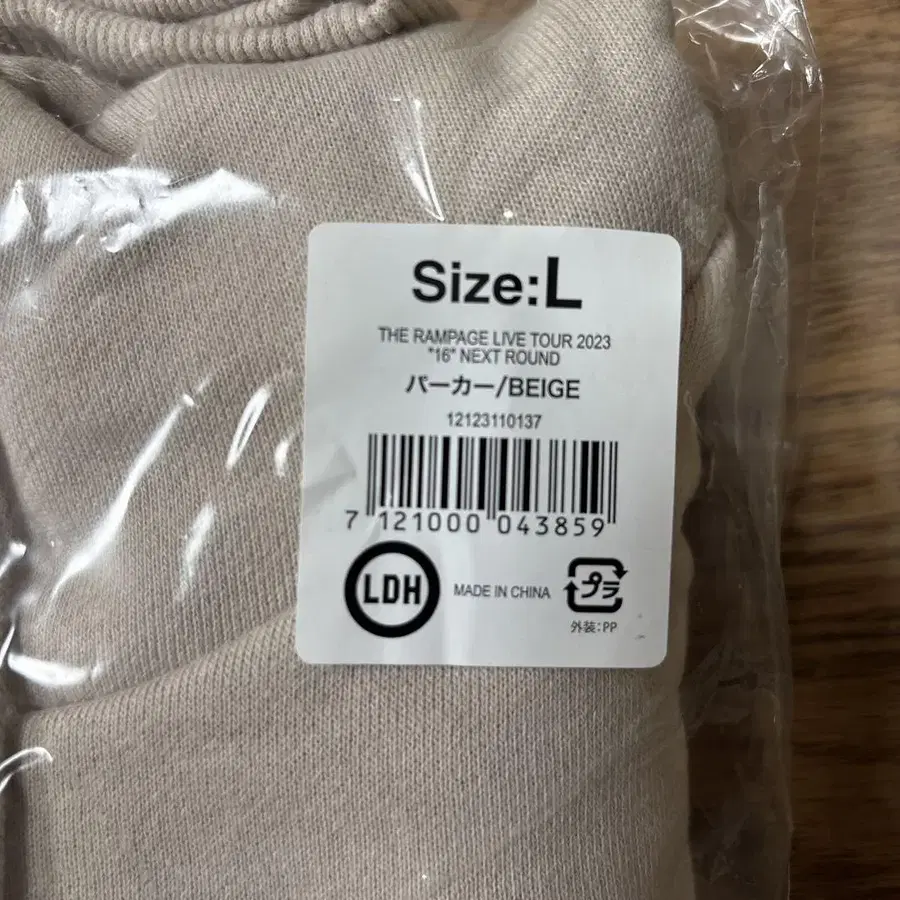 Size:L
THE RAMPAGE LIVE TOUR 2023
"16" NEXT ROUND
パーカー/BEIGE
12123110137
7 121000 043859
LDH
MADE IN CHINA
プラ
外装:PP